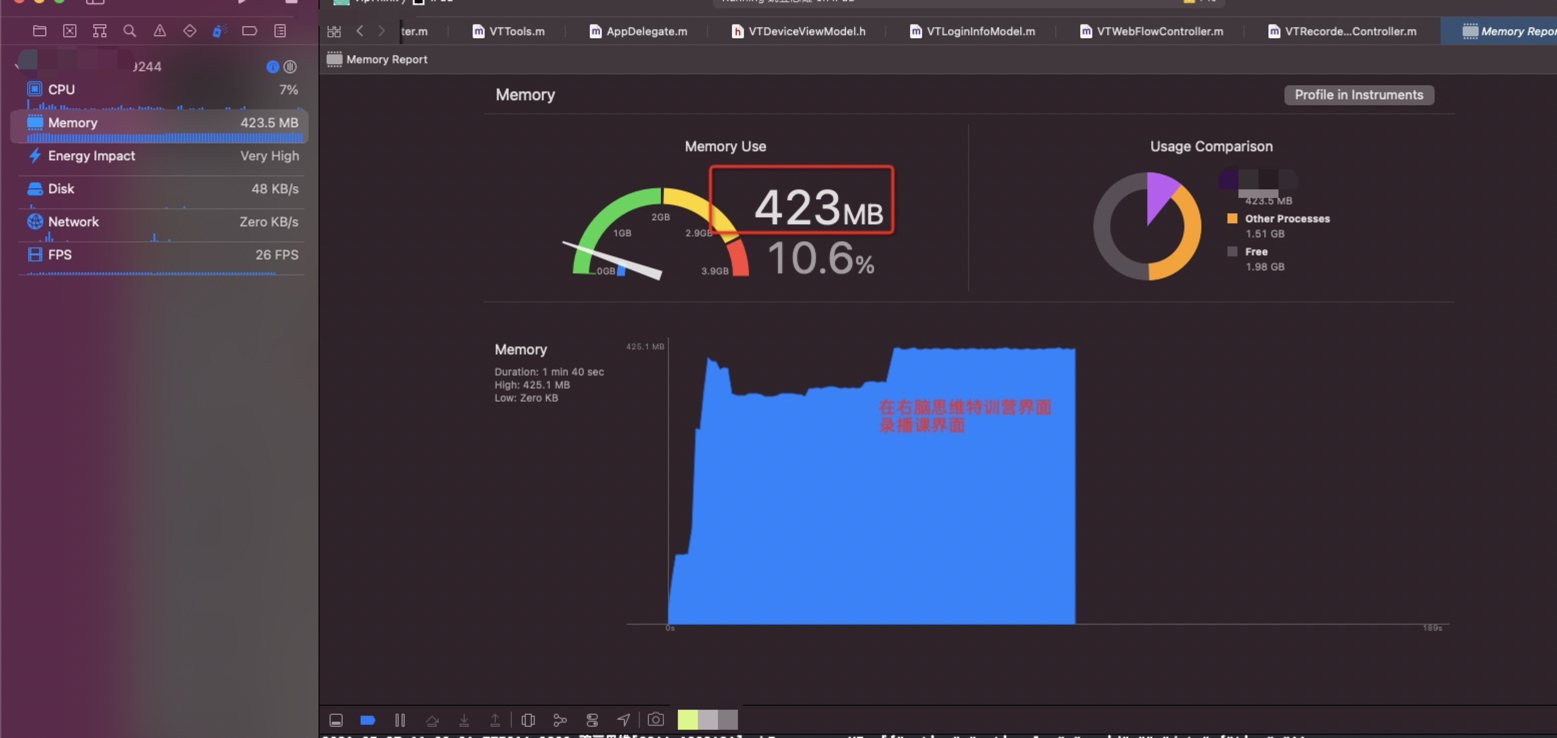 ter.m
VTTools.m
AppDelegate.m
VTDeviceViewModel.h
VTLoginInfoModel.m
VTWebFlowController.m
VTRecorde...Controller.m
Memory Repor
9244
Memory Report
CPU
7%
Memory
423.5 MB
Energy Impact
Very High
Disk
48 KB/s
Network
Zero KB/s
FPS
26 FPS
Memory
Profile in Instruments
Memory Use
Usage Comparison
423MB
10.6%
0GB
1GB
2GB
2.9GB
3.9GB
423.5 MB
Other Processes
1.51 GB
Free
1.98 GB
Memory
Duration: 1 min 40 sec
High: 425.1 MB
Low: Zero KB
425.1 MB
在右脑思维特训营界面
录播课界面
0s
189s